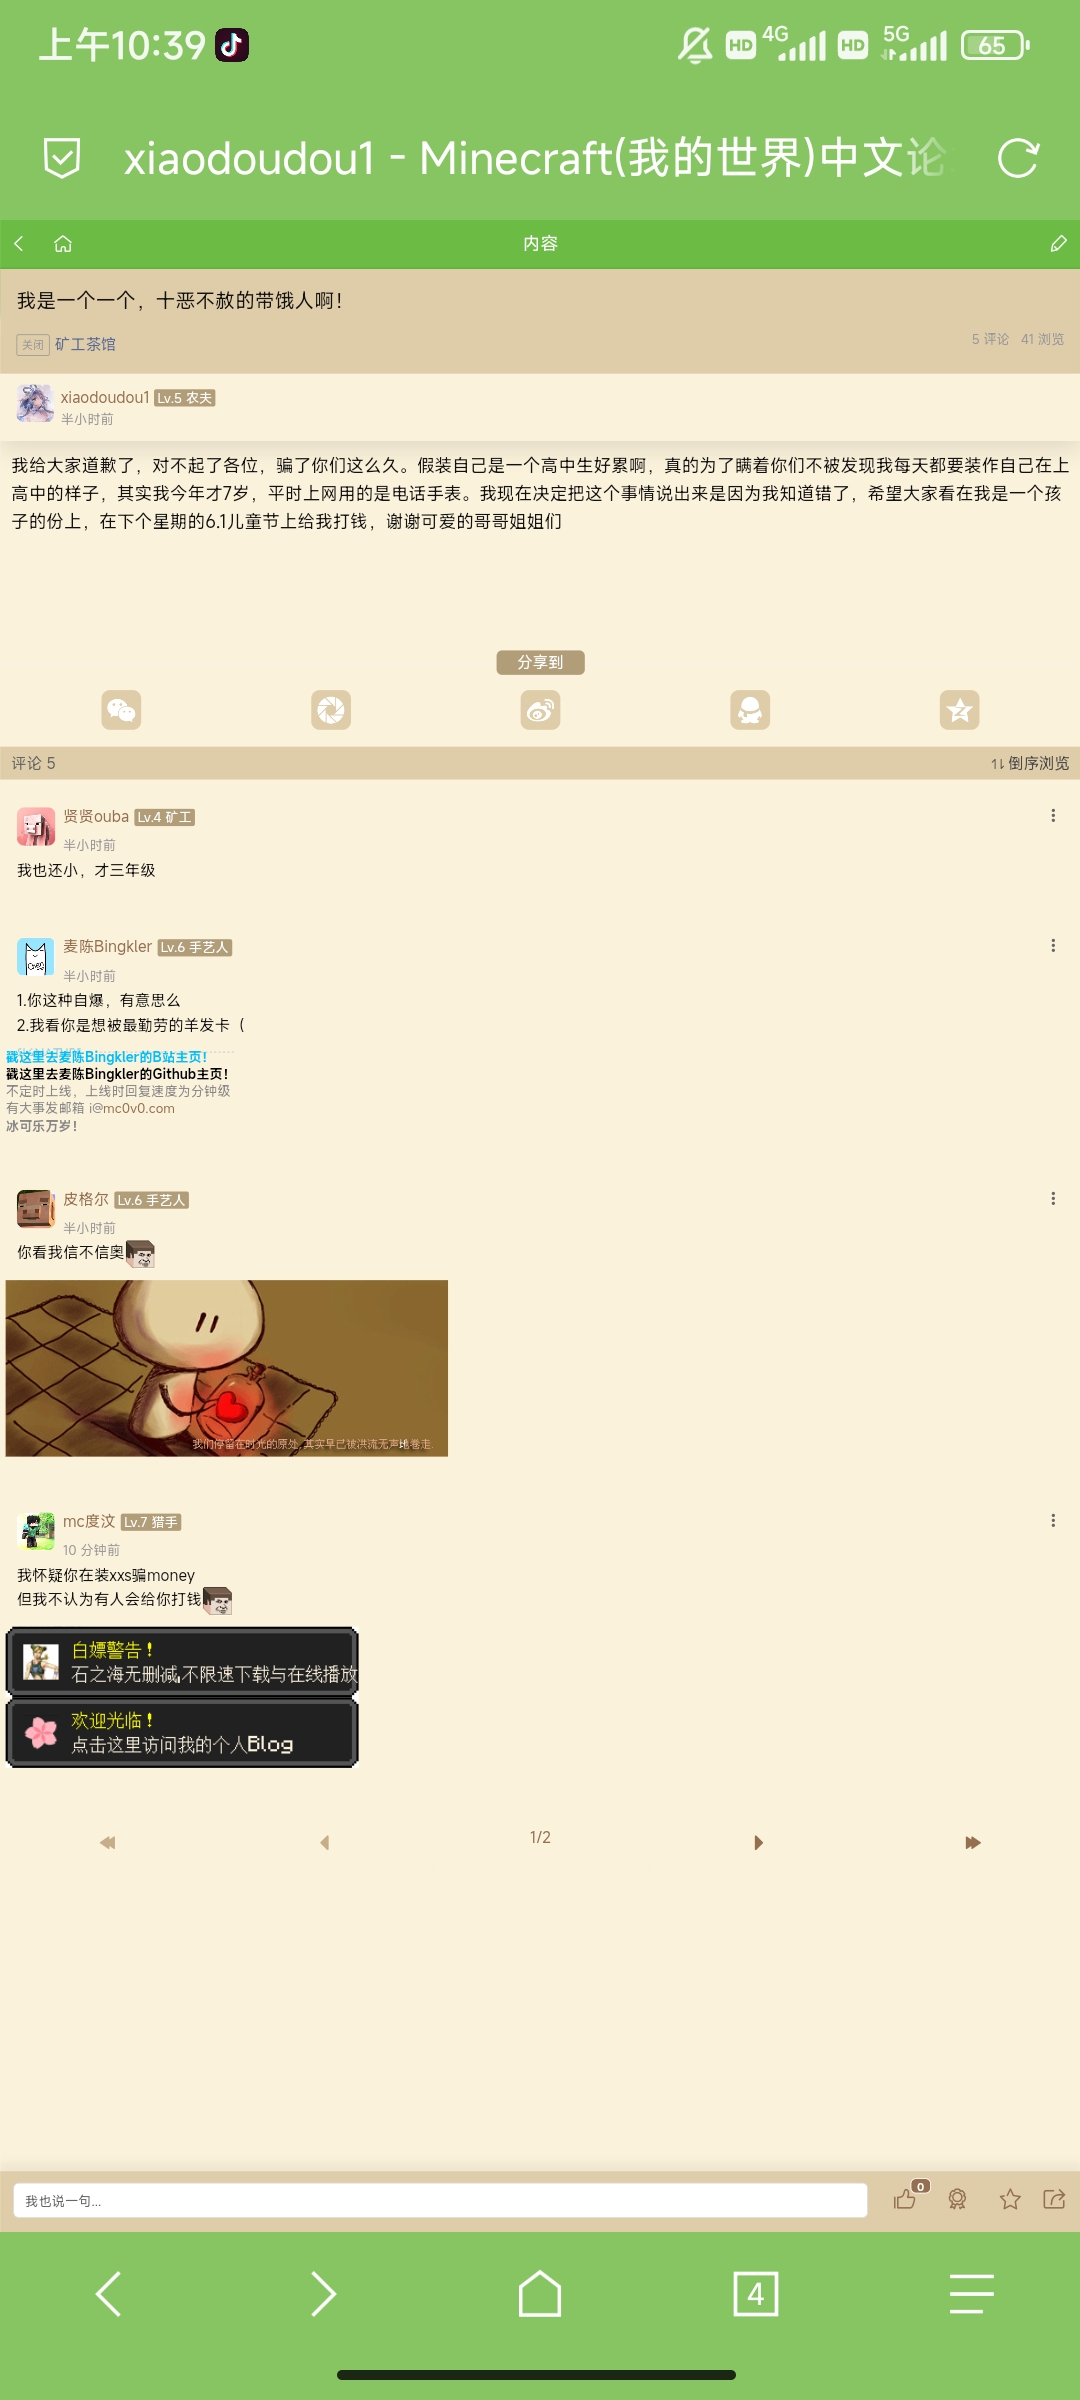 上午10:39
HD 4G HD 5G 65
xiaodoudou1 - Minecraft(我的世界)中文论
内容
我是一个一个，十恶不赦的带饿人啊！
关闭 矿工茶馆
5 评论 41 浏览
xiaodoudou1 Lv.5 农夫
半小时前
我给大家道歉了，对不起了各位，骗了你们这么久。假装自己是一个高中生好累啊，真的为了瞒着你们不被发现我每天都要装作自己在上
高中的样子，其实我今年才7岁，平时上网用的是电话手表。我现在决定把这个事情说出来是因为我知道错了，希望大家看在我是一个孩
子的份上，在下个星期的6.1儿童节上给我打钱，谢谢可爱的哥哥姐姐们
分享到
评论 5
倒序浏览
贤贤ouba Lv.4 矿工
半小时前
我也还小，才三年级
麦陈Bingkler Lv.6 手艺人
半小时前
1.你这种自爆，有意思么
2.我看你是想被最勤劳的羊发卡（
戳这里去麦陈Bingkler的B站主页！
戳这里去麦陈Bingkler的Github主页！
不定时上线，上线时回复速度为分钟级
有大事发邮箱 i@mc0v0.com
冰可乐万岁！
皮格尔 Lv.6 手艺人
半小时前
你看我信不信奥
我们停留在时光的原处,其实早已被洪流无声地卷走.
mc度汶 Lv.7 猎手
10 分钟前
我怀疑你在装xxs骗money
但我不认为有人会给你打钱
白嫖警告！
石之海无删减,不限速下载与在线播放
欢迎光临！
点击这里访问我的个人Blog
1/2
我也说一句...
0
4